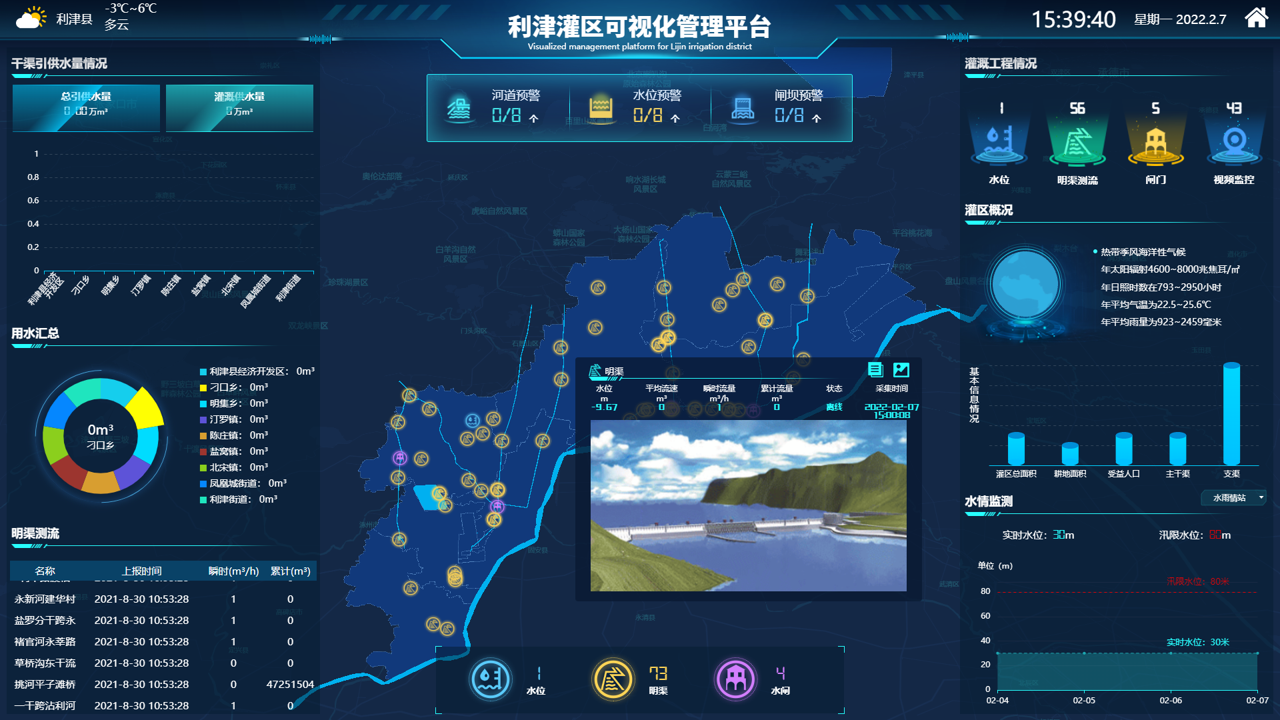 利津县
-3℃~6℃
多云
利津灌区可视化管理平台
Visualized management platform for Lijin irrigation district
15:39:40
星期一 2022.2.7
干渠引供水量情况
总引供水量
0.00万m³
灌溉供水量
0万m³
1
0.8
0.6
0.4
0.2
0
利津县经济开发区
刁口乡
明集乡
汀罗镇
陈庄镇
盐窝镇
北宋镇
凤凰城街道
利津街道
用水汇总
0m³
刁口乡
利津县经济开发区： 0m³
刁口乡： 0m³
明集乡： 0m³
汀罗镇： 0m³
陈庄镇： 0m³
盐窝镇： 0m³
北宋镇： 0m³
凤凰城街道： 0m³
利津街道： 0m³
明渠测流
名称 上报时间 瞬时(m³/h) 累计(m³)
永新河建华村 2021-8-30 10:53:28 1 0
盐罗分干跨永 2021-8-30 10:53:28 1 0
褚官河永莘路 2021-8-30 10:53:28 1 0
草桥沟东干流 2021-8-30 10:53:28 0 0
挑河平子滩桥 2021-8-30 10:53:28 0 47251504
一干跨沾利河 2021-8-30 10:53:28 1 0
河道预警
0/8 个
水位预警
0/8 个
闸坝预警
0/8 个
明渠
水位 平均流速 瞬时流量 累计流量 状态 采集时间
m m³ m³/h m³
-9.67 0 1 0 离线 2022-02-07
15:00:08
1
水位
73
明渠
4
水闸
灌溉工程情况
1
水位
56
明渠测流
5
闸门
43
视频监控
灌区概况
热带季风海洋性气候
年太阳辐射4600~8000兆焦耳/㎡
年日照时数在793~2950小时
年平均气温为22.5~25.6℃
年平均雨量为923~2459毫米
基本信息情况
灌区总面积
耕地面积
受益人口
主干渠
支渠
水情监测
水雨情站
实时水位： 30m
汛限水位： 80m
单位（m）
汛限水位：80米
80
60
40
实时水位：30米
20
0
02-04
02-05
02-06
02-07